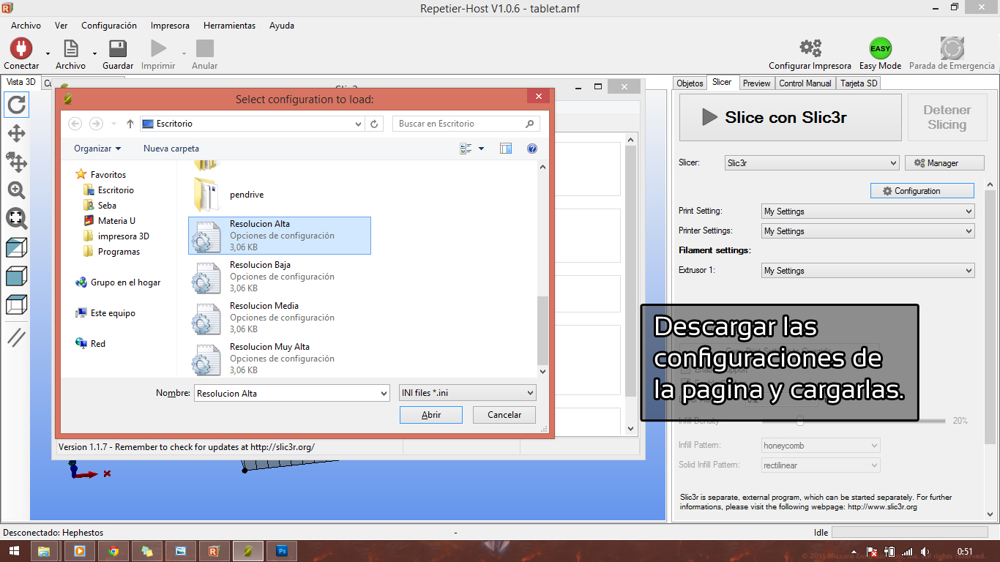 Repetier-Host V1.0.6 - tablet.amf
Archivo Ver Configuración Impresora Herramientas Ayuda
Conectar Archivo Guardar Imprimir Anular
Configurar Impresora Easy Mode Parada de Emergencia
EASY
Vista 3D
Objetos Slicer Preview Control Manual Tarjeta SD
Select configuration to load:
Escritorio
Buscar en Escritorio
Organizar Nueva carpeta
Favoritos
Escritorio
Seba
Materia U
impresora 3D
Programas
Grupo en el hogar
Este equipo
Red
pendrive
Resolucion Alta
Opciones de configuración
3,06 KB
Resolucion Baja
Opciones de configuración
3,06 KB
Resolucion Media
Opciones de configuración
3,06 KB
Resolucion Muy Alta
Opciones de configuración
3,06 KB
Nombre: Resolucion Alta
INI files *.ini
Abrir Cancelar
Version 1.1.7 - Remember to check for updates at http://slic3r.org/
Slice con Slic3r
Detener
Slicing
Slicer: Slic3r Manager
Configuration
Print Setting: My Settings
Printer Settings: My Settings
Filament settings:
Extrusor 1: My Settings
Descargar las
configuraciones de
la pagina y cargarlas.
Infill Density 20%
Infill Pattern: honeycomb
Solid Infill Pattern: rectilinear
Slic3r is separate, external program, which can be started separately. For further
informations, please visit the following webpage: http://www.slic3r.org
Desconectado: Hephestos
-
Idle
Ps
0:51